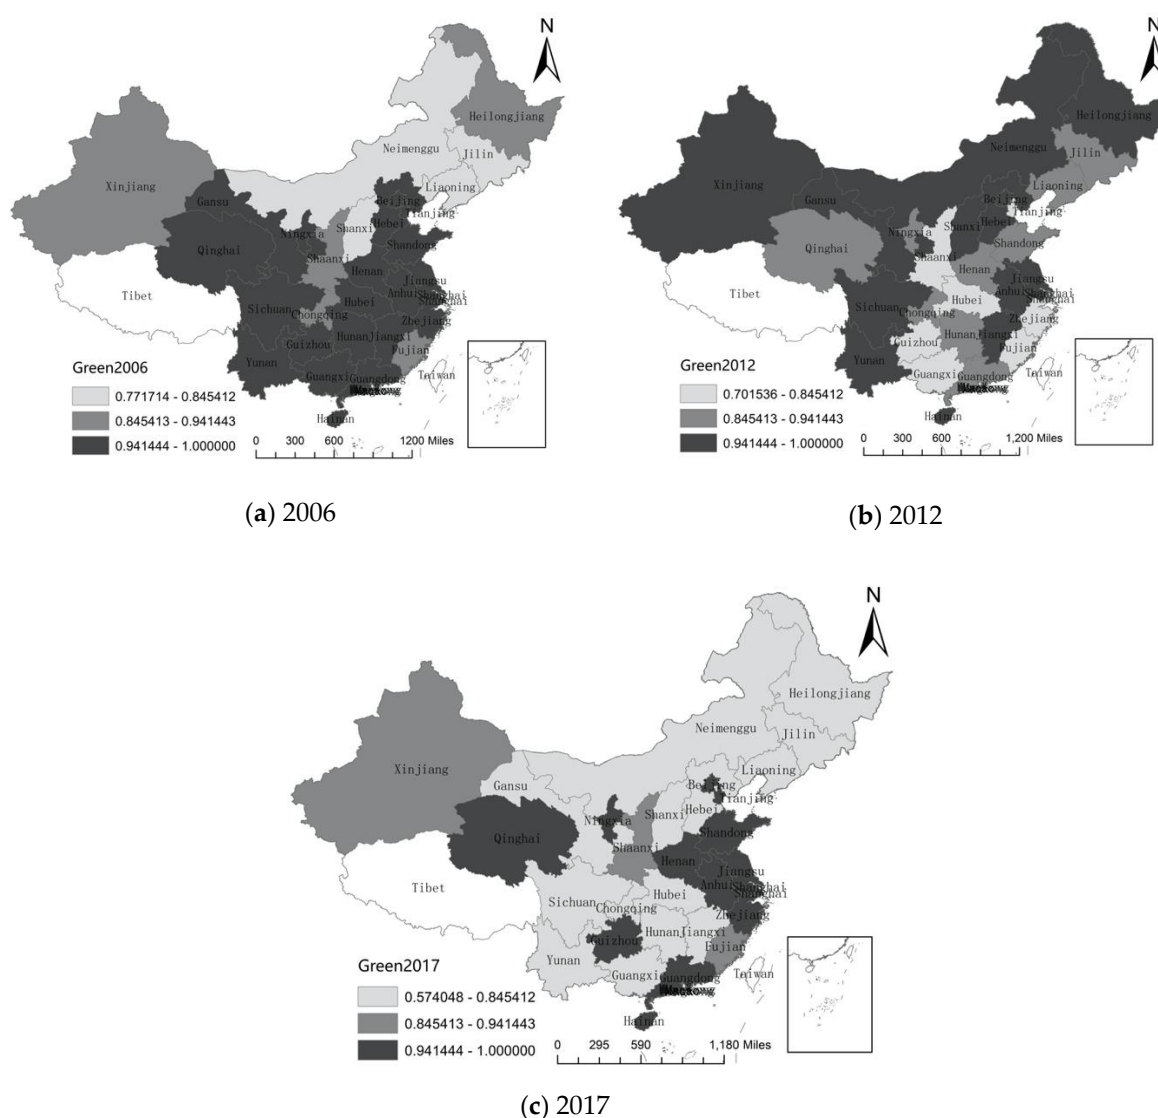 N
Heilongjiang
Neimenggu
Jilin
Liaoning
Xinjiang
Gansu
Beijing
Tianjing
Hebei
Shanxi
Ningxia
Qinghai
Shandong
Shaanxi
Henan
Jiangsu
Tibet
Anhui
Shanghai
Shanghai
Sichuan
Hubei
Chongqing
Zhejiang
Hunan
Jiangxi
Guizhou
Fujian
Yunan
Guangxi
Guangdong
Taiwan
Hainan
Green2006
0.771714 - 0.845412
0.845413 - 0.941443
0.941444 - 1.000000
0 300 600 1200 Miles
(a) 2006
N
Heilongjiang
Neimenggu
Jilin
Liaoning
Xinjiang
Gansu
Beijing
Tianjing
Hebei
Shanxi
Ningxia
Qinghai
Shandong
Shaanxi
Henan
Jiangsu
Tibet
Anhui
Shanghai
Shanghai
Sichuan
Hubei
Chongqing
Zhejiang
Hunan
Jiangxi
Guizhou
Fujian
Yunan
Guangxi
Guangdong
Taiwan
Hainan
Green2012
0.701536 - 0.845412
0.845413 - 0.941443
0.941444 - 1.000000
0 300 600 1,200 Miles
(b) 2012
N
Heilongjiang
Neimenggu
Jilin
Liaoning
Xinjiang
Gansu
Beijing
Tianjing
Hebei
Shanxi
Ningxia
Qinghai
Shandong
Shaanxi
Henan
Jiangsu
Tibet
Anhui
Shanghai
Shanghai
Sichuan
Hubei
Chongqing
Zhejiang
Hunan
Jiangxi
Guizhou
Fujian
Yunan
Guangxi
Guangdong
Taiwan
Hainan
Green2017
0.574048 - 0.845412
0.845413 - 0.941443
0.941444 - 1.000000
0 295 590 1,180 Miles
(c) 2017